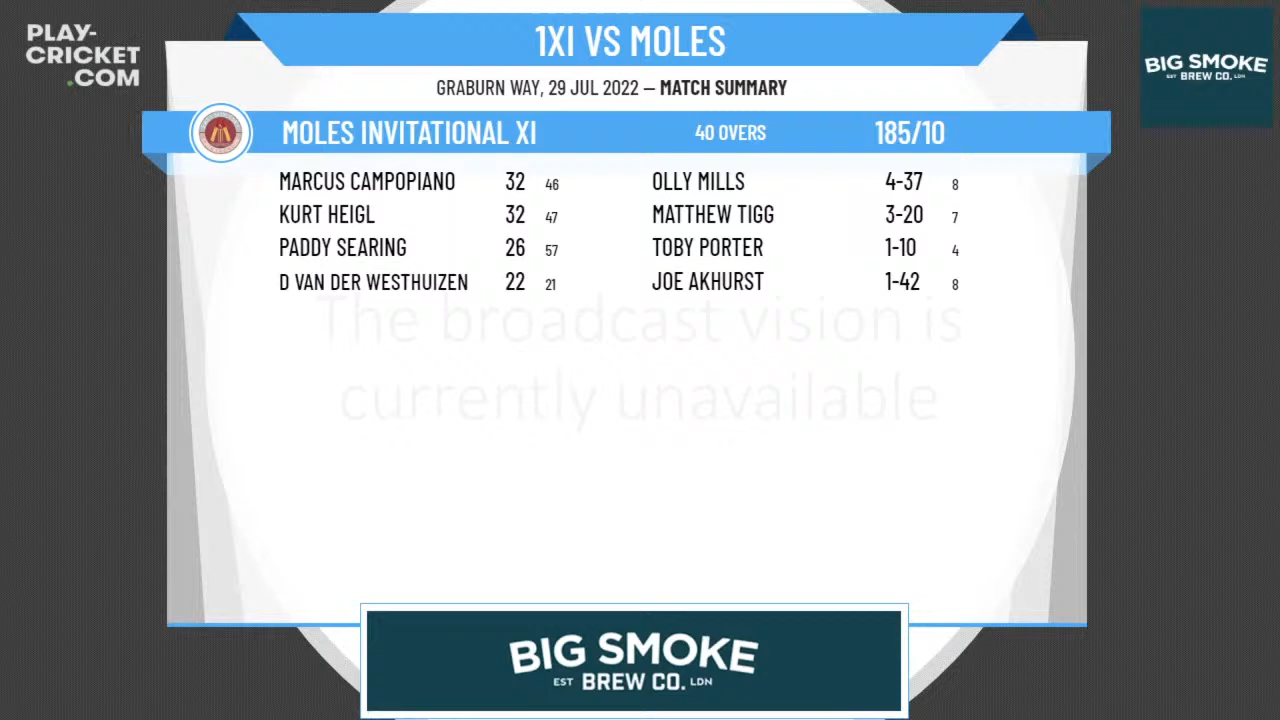 PLAY-
CRICKET
.COM
1XI VS MOLES
BIG SMOKE
EST BREW CO. LDN
GRABURN WAY, 29 JUL 2022 – MATCH SUMMARY
MOLES INVITATIONAL XI 40 OVERS 185/10
MARCUS CAMPOPIANO 32 46 OLLY MILLS 4-37 8
KURT HEIGL 32 47 MATTHEW TIGG 3-20 7
PADDY SEARING 26 57 TOBY PORTER 1-10 4
D VAN DER WESTHUIZEN 22 21 JOE AKHURST 1-42 8
The broadcast vision is
currently unavailable
BIG SMOKE
EST BREW CO. LDN